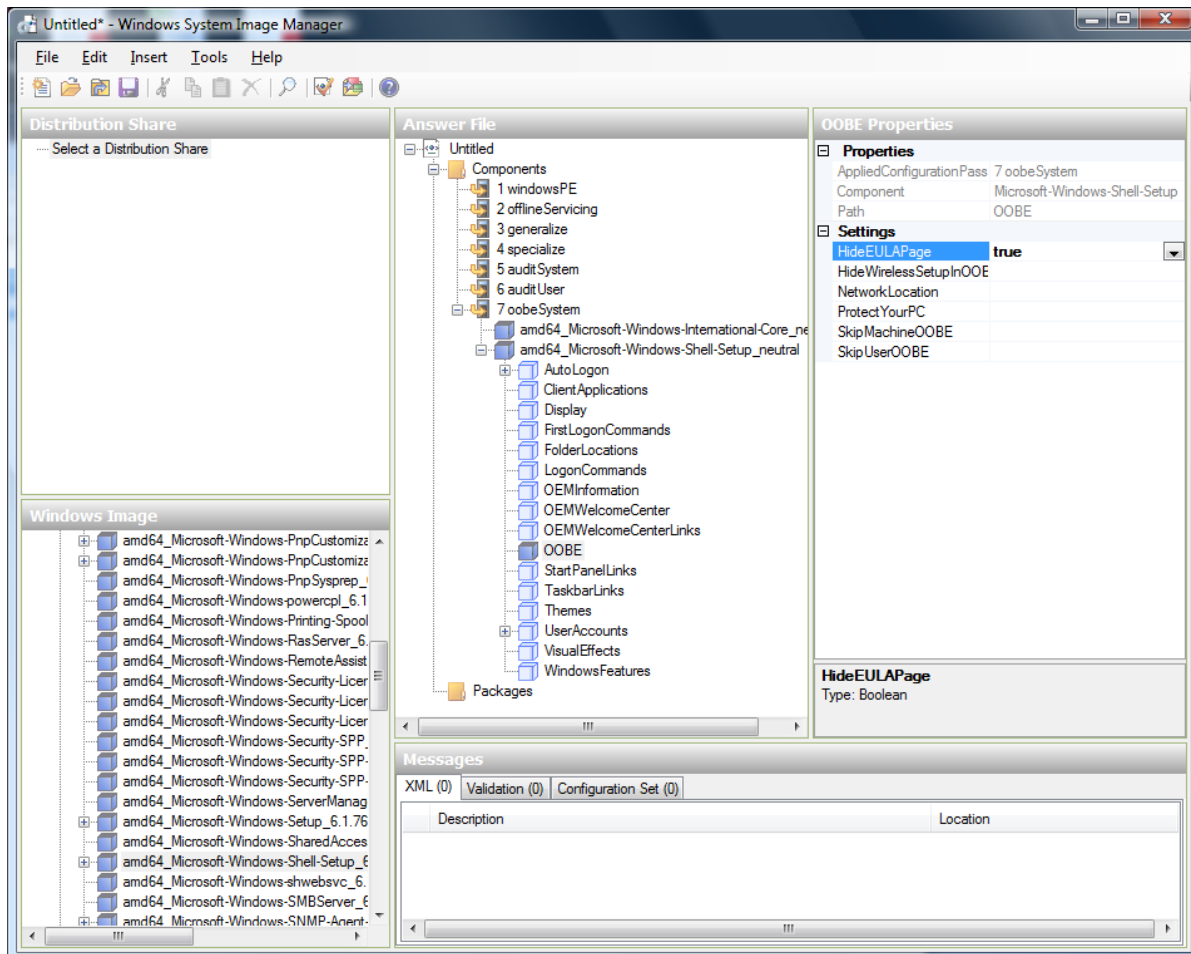 Untitled* - Windows System Image Manager
File Edit Insert Tools Help
Distribution Share
Select a Distribution Share
Windows Image
amd64_Microsoft-Windows-PnpCustomiza
amd64_Microsoft-Windows-PnpCustomiza
amd64_Microsoft-Windows-PnpSysprep_
amd64_Microsoft-Windows-powercpl_6.1
amd64_Microsoft-Windows-Printing-Spool
amd64_Microsoft-Windows-RasServer_6.
amd64_Microsoft-Windows-RemoteAssist
amd64_Microsoft-Windows-Security-Licer
amd64_Microsoft-Windows-Security-Licer
amd64_Microsoft-Windows-Security-Licer
amd64_Microsoft-Windows-Security-SPP_
amd64_Microsoft-Windows-Security-SPP-
amd64_Microsoft-Windows-Security-SPP-
amd64_Microsoft-Windows-ServerManag
amd64_Microsoft-Windows-Setup_6.1.76
amd64_Microsoft-Windows-SharedAcces
amd64_Microsoft-Windows-Shell-Setup_6
amd64_Microsoft-Windows-shwebsvc_6.
amd64_Microsoft-Windows-SMBServer_6
amd64_Microsoft-Windows-SNMP-Agent-
Answer File
Untitled
Components
1 windowsPE
2 offlineServicing
3 generalize
4 specialize
5 auditSystem
6 auditUser
7 oobeSystem
amd64_Microsoft-Windows-International-Core_ne
amd64_Microsoft-Windows-Shell-Setup_neutral
AutoLogon
ClientApplications
Display
FirstLogonCommands
FolderLocations
LogonCommands
OEMInformation
OEMWelcomeCenter
OEMWelcomeCenterLinks
OOBE
StartPanelLinks
TaskbarLinks
Themes
UserAccounts
VisualEffects
WindowsFeatures
Packages
OOBE Properties
Properties
AppliedConfigurationPass 7 oobeSystem
Component Microsoft-Windows-Shell-Setup
Path OOBE
Settings
HideEULAPage true
HideWirelessSetupInOOE
NetworkLocation
ProtectYourPC
SkipMachineOOBE
SkipUserOOBE
HideEULAPage
Type: Boolean
Messages
XML (0) Validation (0) Configuration Set (0)
Description Location